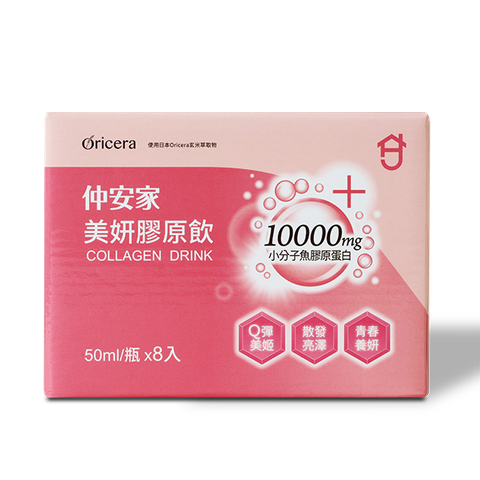 Oricera 使用日本Oricera玄米萃取物
仲安家
美妍膠原飲
COLLAGEN DRINK
10000mg
小分子魚膠原蛋白
Q彈
美姬
散發
亮澤
青春
養妍
50ml/瓶 x8入